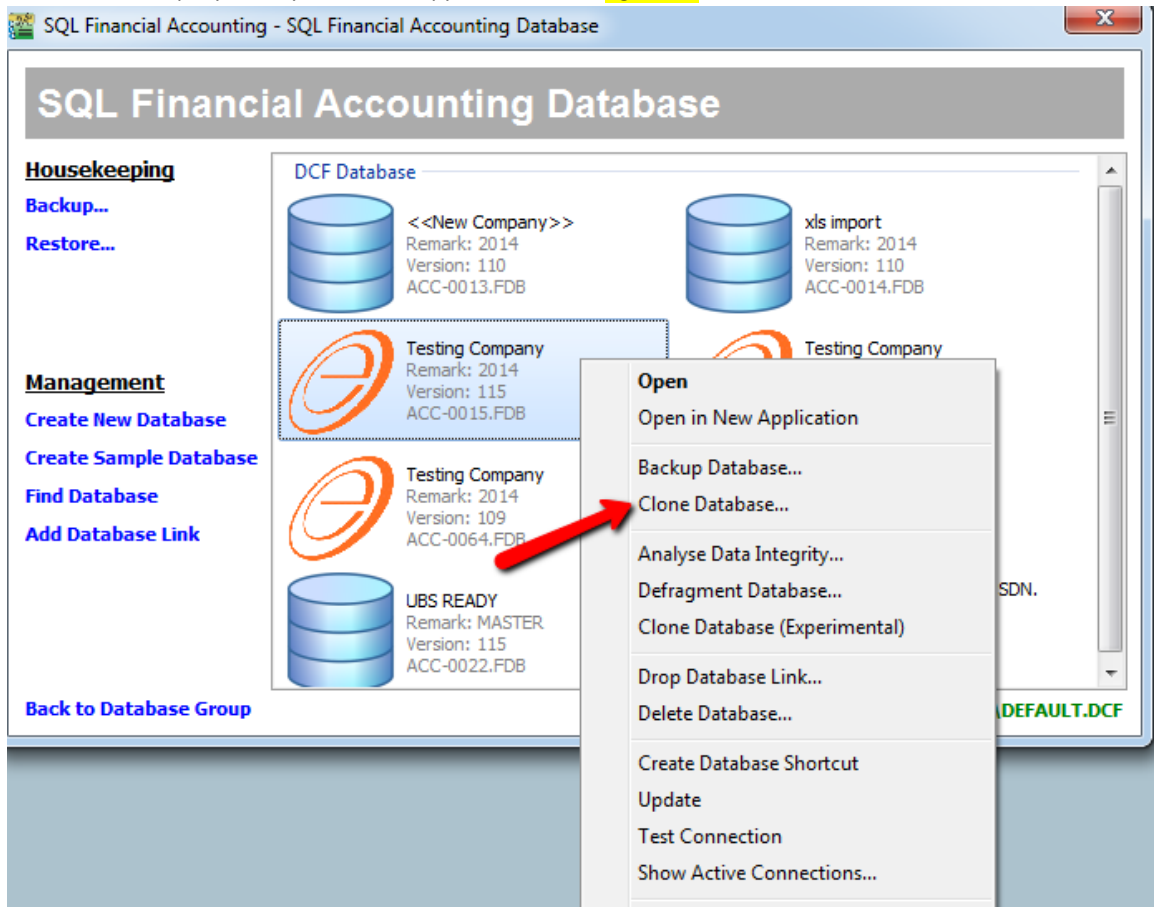 SQL Financial Accounting - SQL Financial Accounting Database
X
SQL Financial Accounting Database
Housekeeping
Backup...
Restore...
Management
Create New Database
Create Sample Database
Find Database
Add Database Link
Back to Database Group
DCF Database
<<New Company>>
Remark: 2014
Version: 110
ACC-0013.FDB
xls import
Remark: 2014
Version: 110
ACC-0014.FDB
Testing Company
Remark: 2014
Version: 115
ACC-0015.FDB
Testing Company
Testing Company
Remark: 2014
Version: 109
ACC-0064.FDB
UBS READY
Remark: MASTER
Version: 115
ACC-0022.FDB
SDN.
\DEFAULT.DCF
Open
Open in New Application
Backup Database...
Clone Database...
Analyse Data Integrity...
Defragment Database...
Clone Database (Experimental)
Drop Database Link...
Delete Database...
Create Database Shortcut
Update
Test Connection
Show Active Connections...